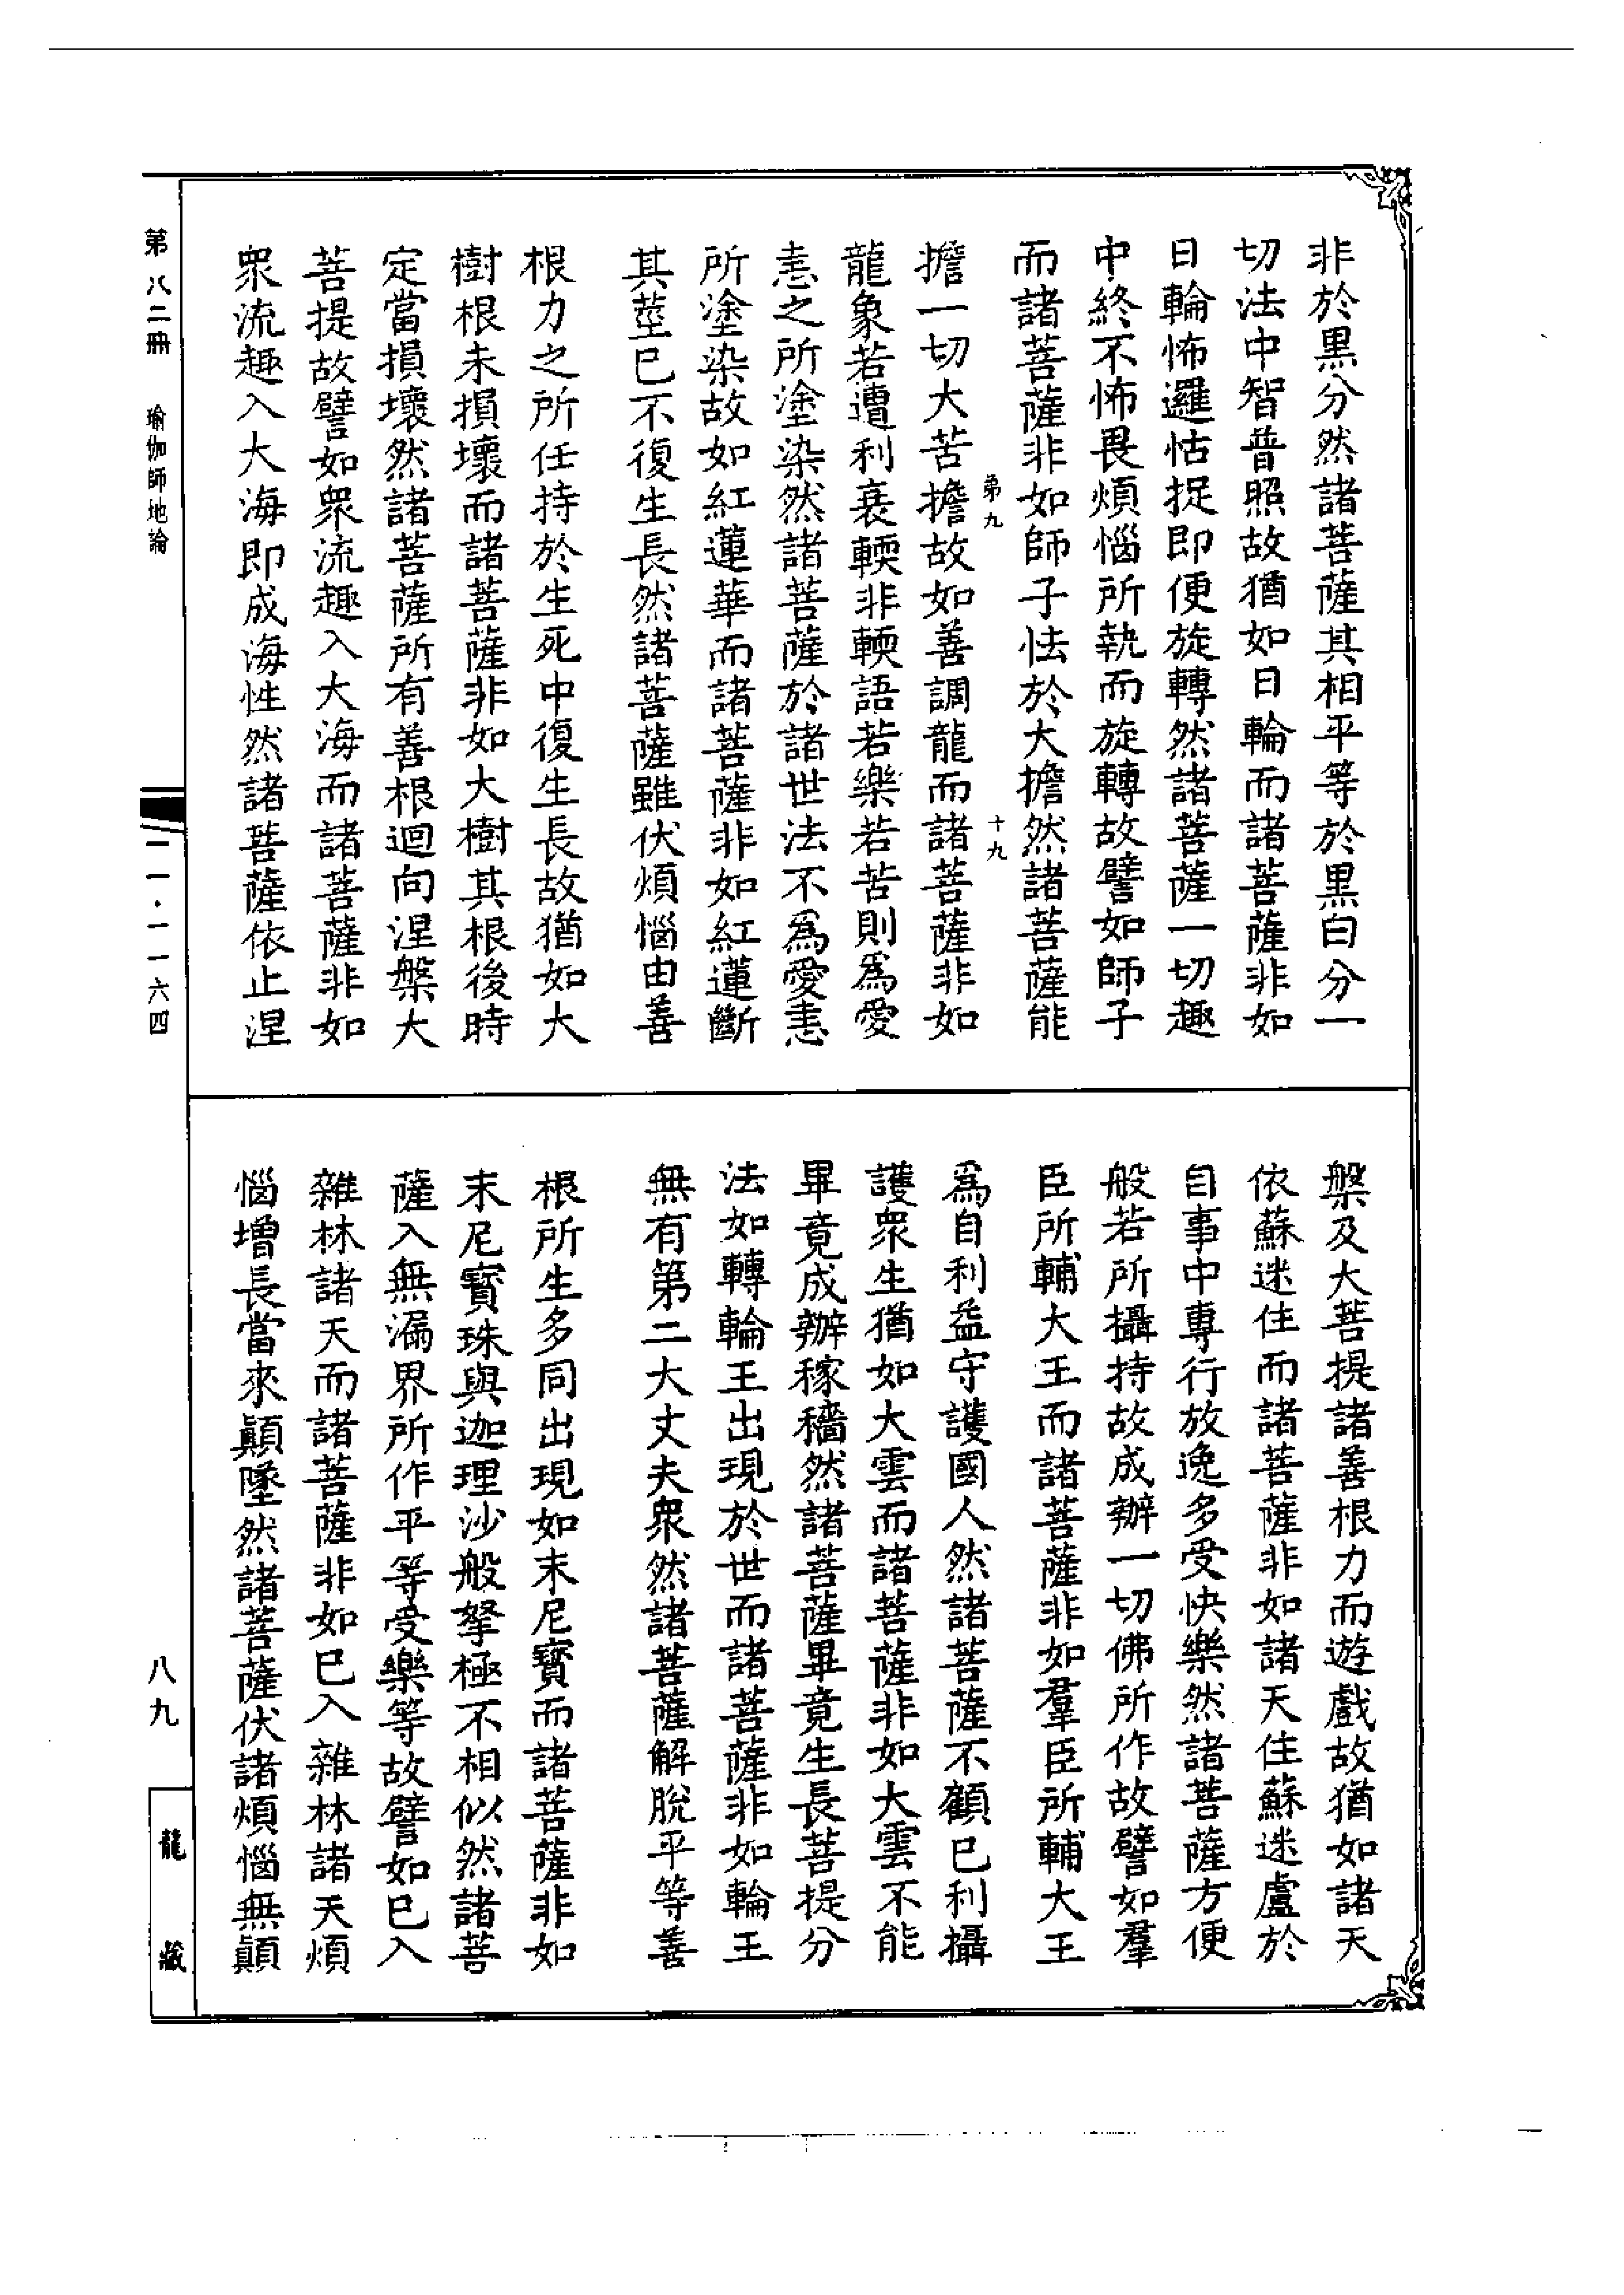 非於黑分然諸菩薩其相平等於黑白分一
切法中智普照故猶如日輪而諸菩薩非如
日輪怖邏怙捉即便旋轉然諸菩薩一切趣
中終不怖畏煩惱所執而旋轉故譬如師子
而諸菩薩非如師子怯於大擔然諸菩薩能
第九
十九
擔一切大苦擔故如善調龍而諸菩薩非如
龍象若遭利衰輭非輭語若樂若苦則為愛
恚之所塗染然諸菩薩於諸世法不為愛恚
所塗染故如紅蓮華而諸菩薩非如紅蓮斷
其莖已不復生長然諸菩薩雖伏煩惱由善
根力之所任持於生死中復生長故猶如大
樹根未損壞而諸菩薩非如大樹其根後時
定當損壞然諸菩薩所有善根迴向涅槃大
菩提故譬如眾流趣入大海而諸菩薩非如
眾流趣入大海即成海性然諸菩薩依止涅
槃及大菩提諸善根力而遊戲故猶如諸天
依蘇迷住而諸菩薩非如諸天住蘇迷盧於
自事中專行放逸多受快樂然諸菩薩方便
般若所攝持故成辦一切佛所作故譬如羣
臣所輔大王而諸菩薩非如羣臣所輔大王
為自利益守護國人然諸菩薩不顧已利攝
護眾生猶如大雲而諸菩薩非如大雲不能
畢竟成辦稼穡然諸菩薩畢竟生長菩提分
法如轉輪王出現於世而諸菩薩非如輪王
無有第二大丈夫眾然諸菩薩解脫平等善
根所生多同出現如末尼寶而諸菩薩非如
末尼寶珠與迦理沙般拏極不相似然諸菩
薩入無漏界所作平等受樂等故譬如已入
雜林諸天而諸菩薩非如已入雜林諸天煩
惱增長當來顛墜然諸菩薩伏諸煩惱無顛
第八二冊　瑜伽師地論
一一·一一六四
八九
龍藏